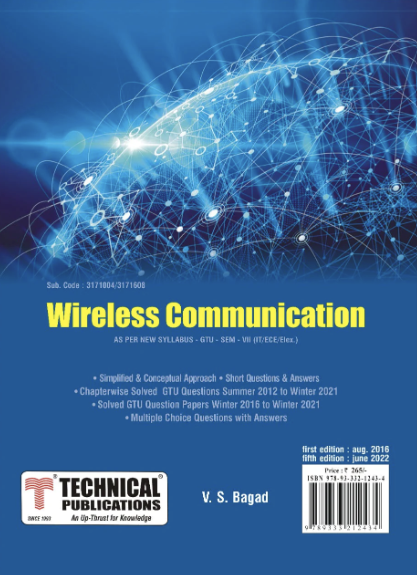 Sub. Code : 3171004/3171608
Wireless Communication
AS PER NEW SYLLABUS - GTU - SEM - VII (IT/ECE/Elex.)
• Simplified & Conceptual Approach • Short Questions & Answers
• Chapterwise Solved GTU Questions Summer 2012 to Winter 2021
• Solved GTU Question Papers Winter 2016 to Winter 2021
• Multiple Choice Questions with Answers
first edition : aug. 2016
fifth edition : june 2022
Price : ₹ 265/-
ISBN 978-93-332-1243-4
9789333212434
T
®
TECHNICAL
PUBLICATIONS
SINCE 1993
An Up-Thrust for Knowledge
V. S. Bagad